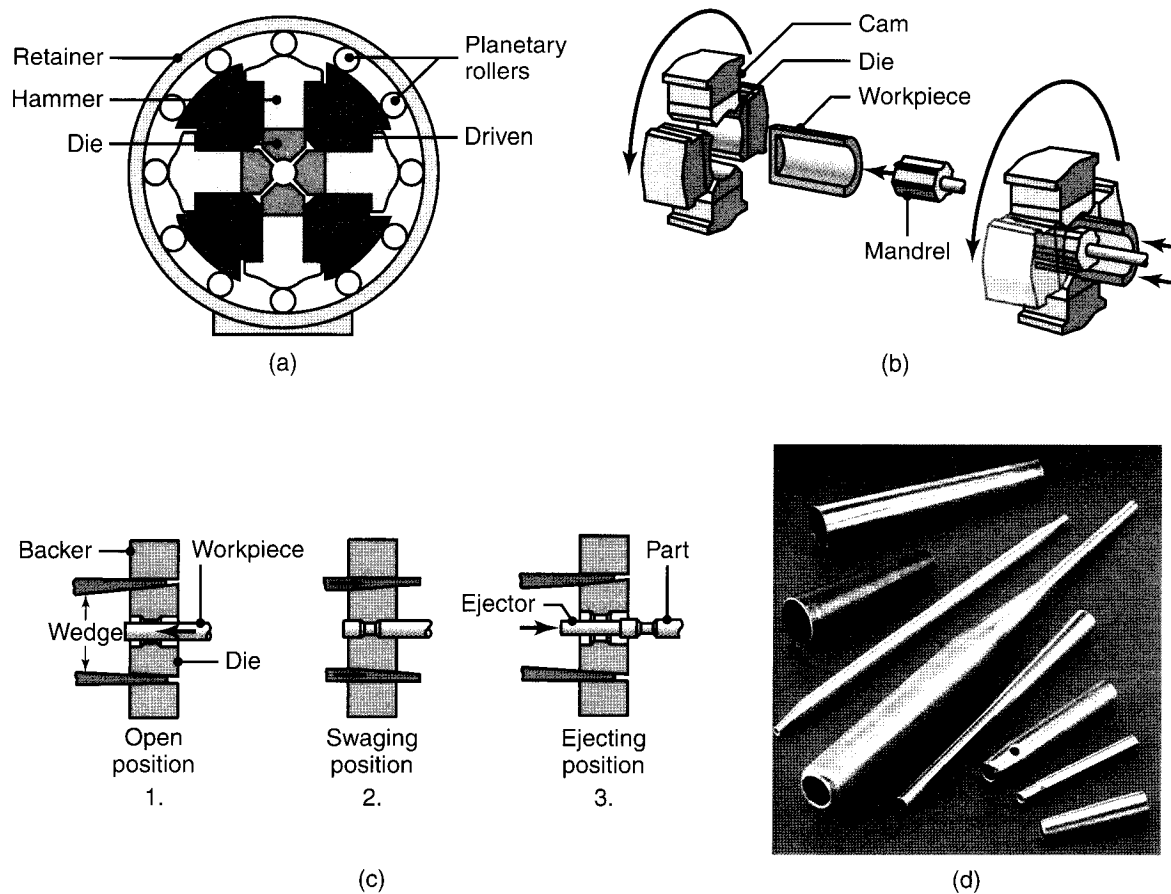 Retainer
Hammer
Die
Planetary
rollers
Driven
(a)
Cam
Die
Workpiece
Mandrel
(b)
Backer
Workpiece
Wedge
Die
Open
position
1.
Swaging
position
2.
Ejector
Part
Ejecting
position
3.
(c)
(d)